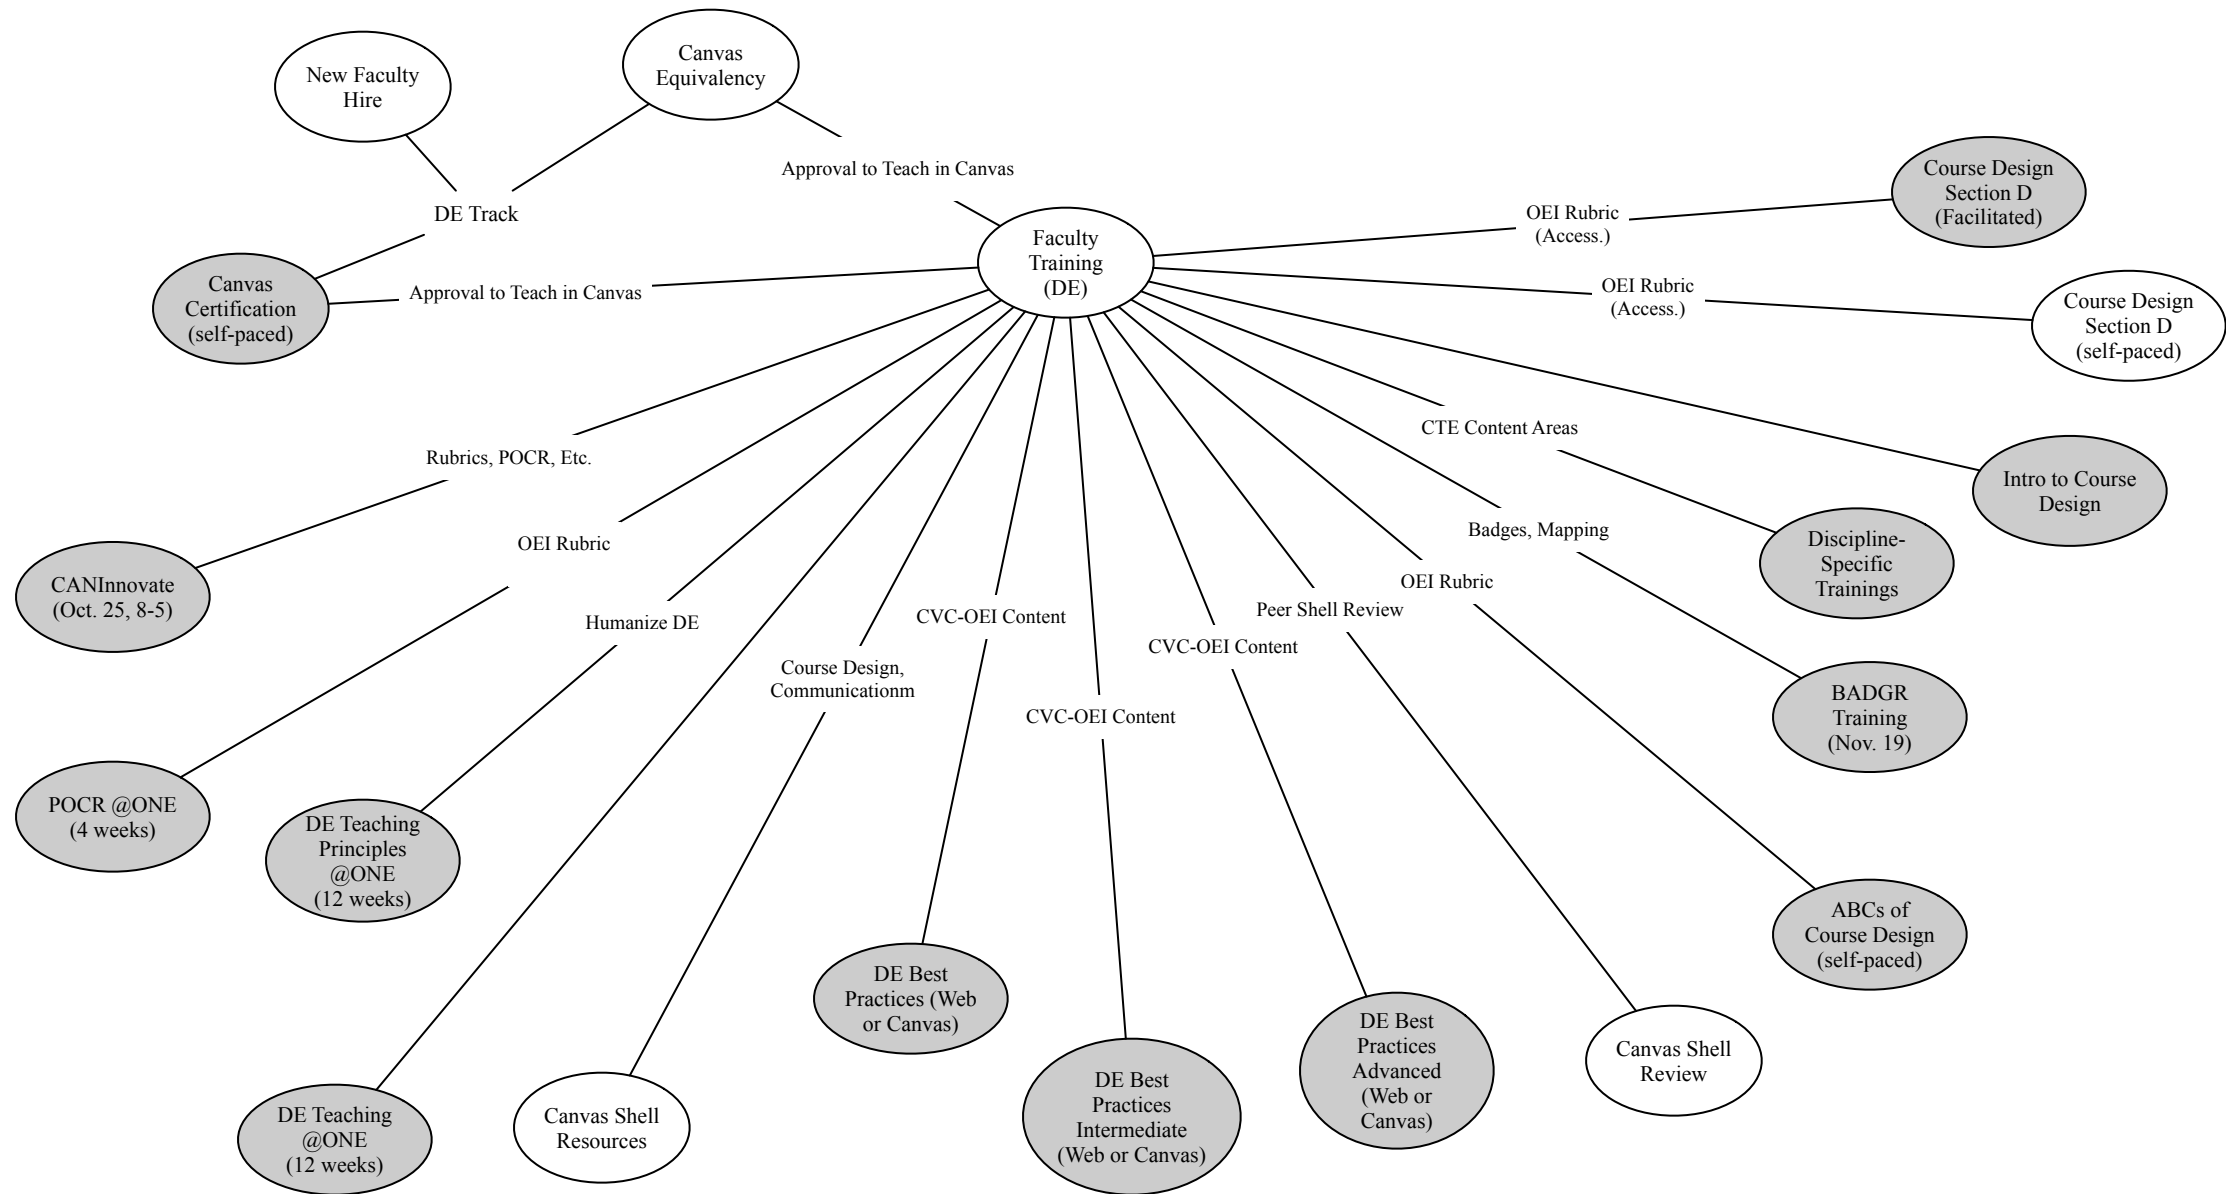 New Faculty
Hire
Canvas
Equivalency
Approval to Teach in Canvas
DE Track
Course Design
Section D
(Facilitated)
OEI Rubric
(Access.)
Faculty
Training
(DE)
Canvas
Certification
(self-paced)
Approval to Teach in Canvas
OEI Rubric
(Access.)
Course Design
Section D
(self-paced)
CTE Content Areas
Rubrics, POCR, Etc.
Intro to Course
Design
Badges, Mapping
OEI Rubric
Discipline-
Specific
Trainings
CANInnovate
(Oct. 25, 8-5)
OEI Rubric
Peer Shell Review
CVC-OEI Content
Humanize DE
CVC-OEI Content
Course Design,
Communicationm
CVC-OEI Content
BADGR
Training
(Nov. 19)
POCR @ONE
(4 weeks)
DE Teaching
Principles
@ONE
(12 weeks)
ABCs of
Course Design
(self-paced)
DE Best
Practices (Web
or Canvas)
DE Best
Practices
Advanced
(Web or
Canvas)
Canvas Shell
Review
DE Best
Practices
Intermediate
(Web or Canvas)
Canvas Shell
Resources
DE Teaching
@ONE
(12 weeks)